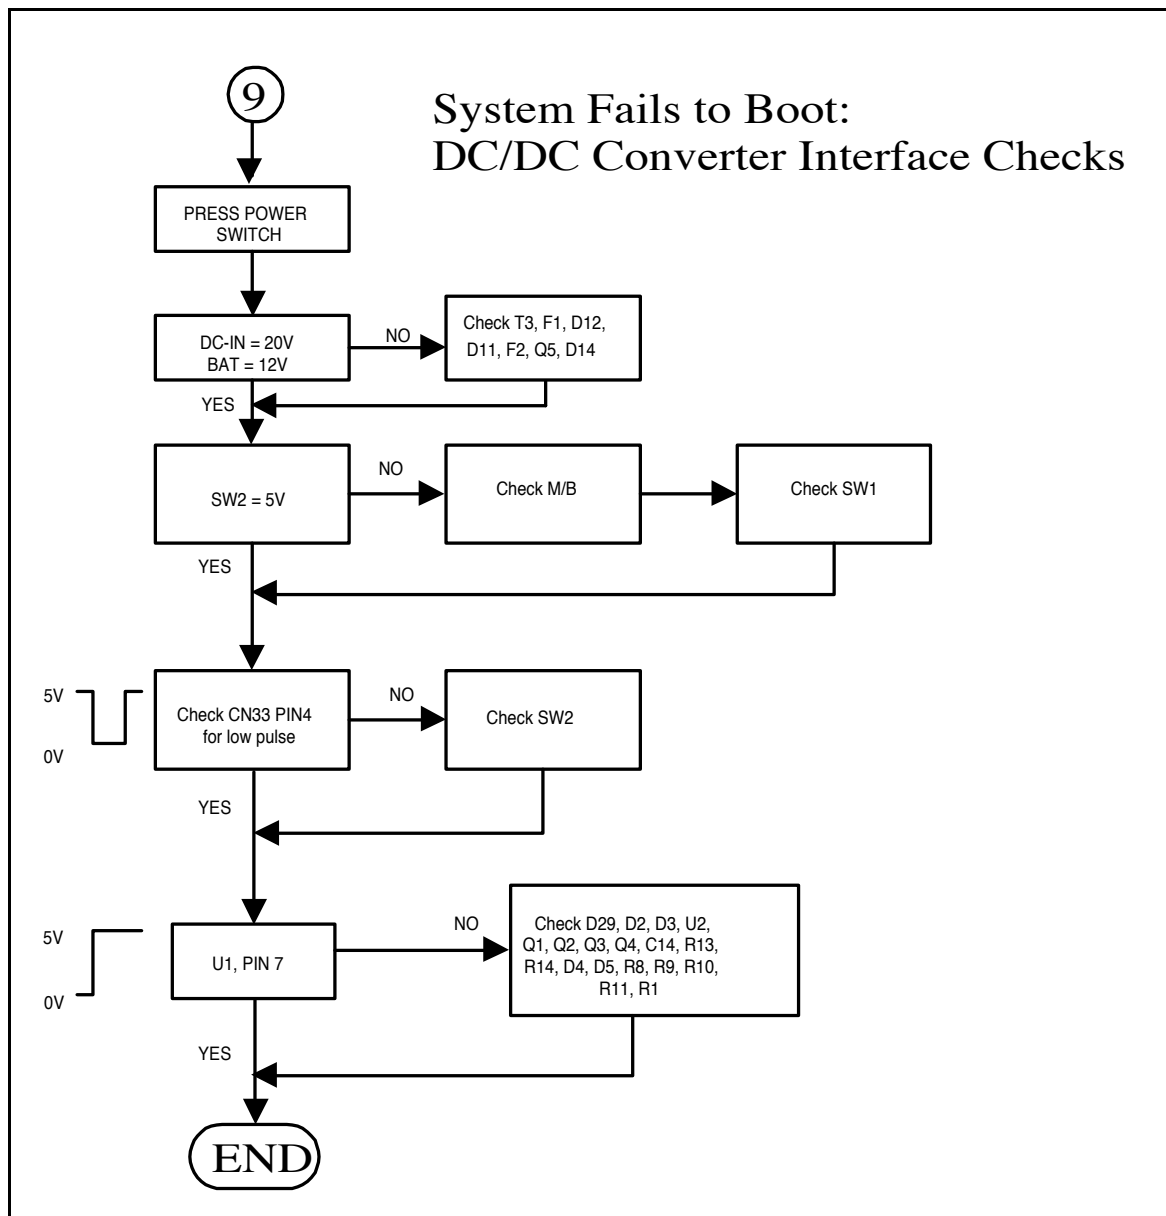 9
System Fails to Boot:
DC/DC Converter Interface Checks
PRESS POWER
SWITCH
DC-IN = 20V
BAT = 12V
NO
Check T3, F1, D12,
D11, F2, Q5, D14
YES
SW2 = 5V
NO
Check M/B
Check SW1
YES
5V
0V
Check CN33 PIN4
for low pulse
NO
Check SW2
YES
5V
0V
U1, PIN 7
NO
Check D29, D2, D3, U2,
Q1, Q2, Q3, Q4, C14, R13,
R14, D4, D5, R8, R9, R10,
R11, R1
YES
END